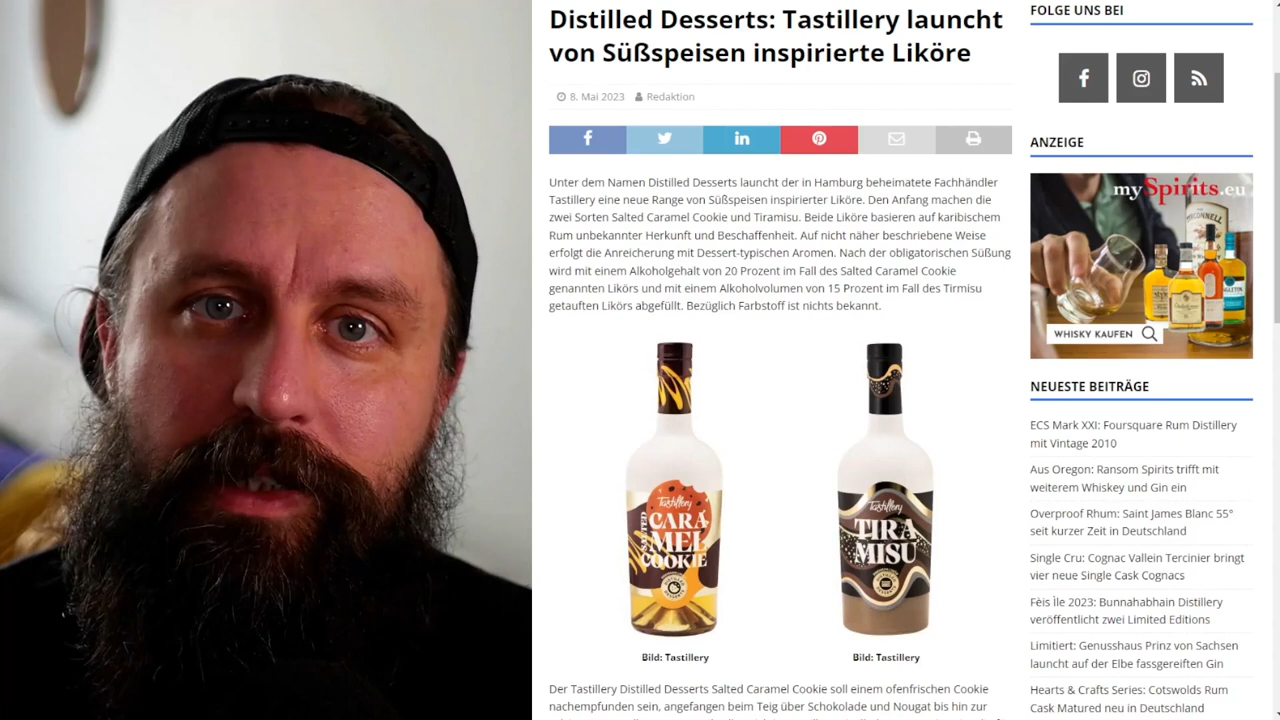 Distilled Desserts: Tastillery launcht
von Süßspeisen inspirierte Liköre
8. Mai 2023 Redaktion
Unter dem Namen Distilled Desserts launcht der in Hamburg beheimatete Fachhändler
Tastillery eine neue Range von Süßspeisen inspirierter Liköre. Den Anfang machen die
zwei Sorten Salted Caramel Cookie und Tiramisu. Beide Liköre basieren auf karibischem
Rum unbekannter Herkunft und Beschaffenheit. Auf nicht näher beschriebene Weise
erfolgt die Anreicherung mit Dessert-typischen Aromen. Nach der obligatorischen Süßung
wird mit einem Alkoholgehalt von 20 Prozent im Fall des Salted Caramel Cookie
genannten Likörs und mit einem Alkoholvolumen von 15 Prozent im Fall des Tirmisu
getauften Likörs abgefüllt. Bezüglich Farbstoff ist nichts bekannt.
Tastillery
CARA
MEL
COOKIE
Tastillery
TIRA
MISU
Bild: Tastillery
Bild: Tastillery
Der Tastillery Distilled Desserts Salted Caramel Cookie soll einem ofenfrischen Cookie
nachempfunden sein, angefangen beim Teig über Schokolade und Nougat bis hin zur
FOLGE UNS BEI
ANZEIGE
mySpirits.eu
WHISKY KAUFEN
NEUESTE BEITRÄGE
ECS Mark XXI: Foursquare Rum Distillery
mit Vintage 2010
Aus Oregon: Ransom Spirits trifft mit
weiterem Whiskey und Gin ein
Overproof Rhum: Saint James Blanc 55°
seit kurzer Zeit in Deutschland
Single Cru: Cognac Vallein Tercinier bringt
vier neue Single Cask Cognacs
Fèis Ìle 2023: Bunnahabhain Distillery
veröffentlicht zwei Limited Editions
Limitiert: Genusshaus Prinz von Sachsen
launcht auf der Elbe fassgereiften Gin
Hearts & Crafts Series: Cotswolds Rum
Cask Matured neu in Deutschland